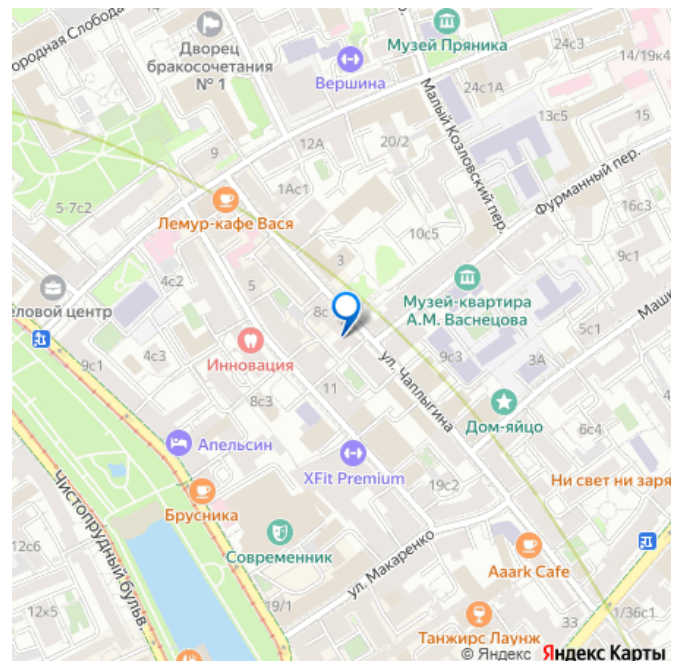 ородная Слобода
Дворец
бракосочетания
№ 1
Музей Пряника
Вершина
24с3
14/19к4
24с1А
13с5
15
12А
20/2
9
Малый Козловский пер.
Фурманный пер.
1Ас1
5-7с2
Лемур-кафе Вася
10с5
16с3
9с1
3
4с2
5
еловой центр
8с
Музей-квартира
А.М. Васнецова
Машк
5с1
9с1
4с3
Инновация
ул. Чаплыгина
9с3
3А
11
8с3
Дом-яйцо
6с4
Апельсин
XFit Premium
19с2
Ни свет ни заря
Чистопрудный бульв.
Брусника
Современник
ул. Макаренко
Aaark Cafe
12с6
12к5
19/1
33
1/36с1
Танжирс Лаунж
© Яндекс Яндекс Карты